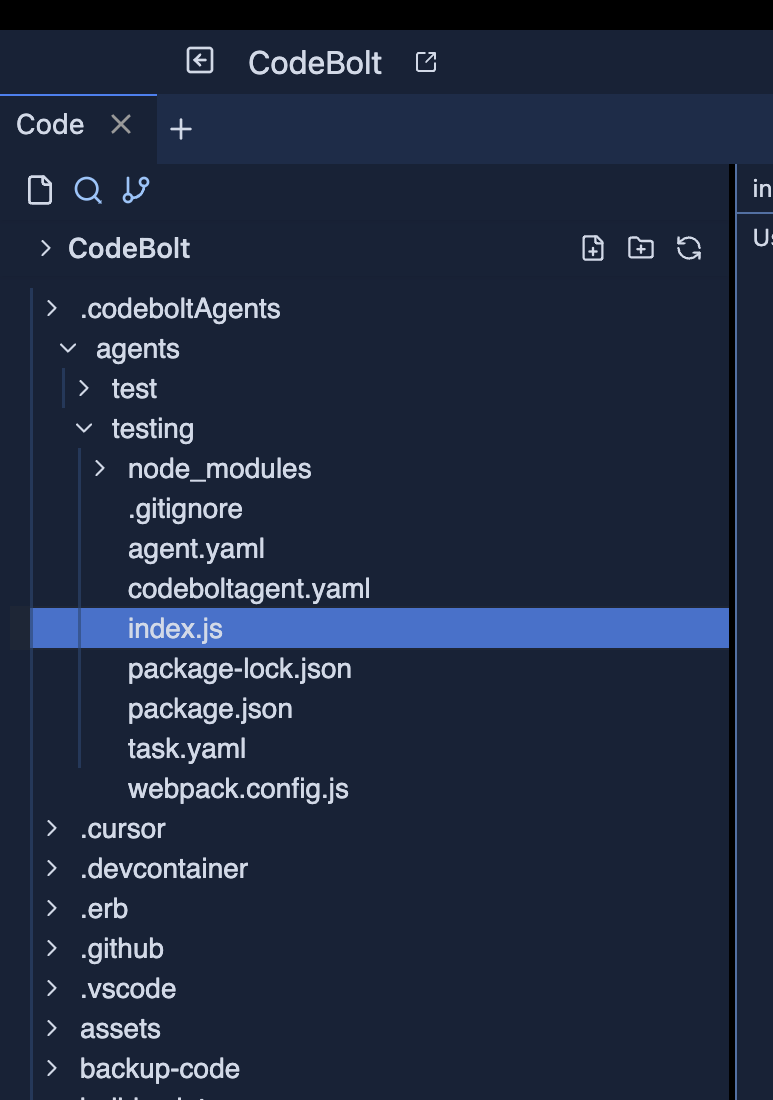 CodeBolt
Code
in
CodeBolt
Us
.codeboltAgents
agents
test
testing
node_modules
.gitignore
agent.yaml
codeboltagent.yaml
index.js
package-lock.json
package.json
task.yaml
webpack.config.js
.cursor
.devcontainer
.erb
.github
.vscode
assets
backup-code